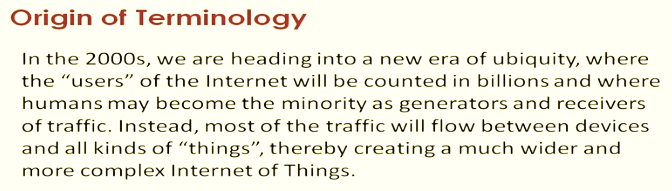 Origin of Terminology
In the 2000s, we are heading into a new era of ubiquity, where
the “users” of the Internet will be counted in billions and where
humans may become the minority as generators and receivers
of traffic. Instead, most of the traffic will flow between devices
and all kinds of “things”, thereby creating a much wider and
more complex Internet of Things.